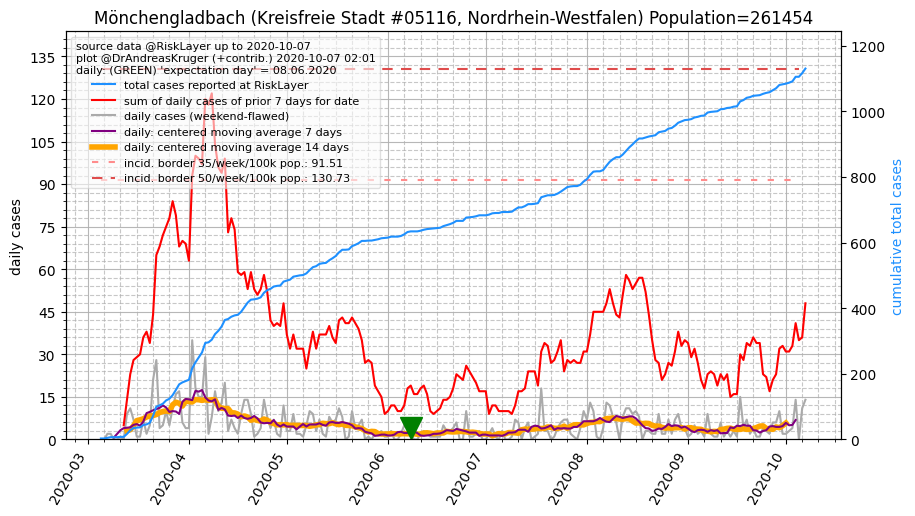 Mönchengladbach (Kreisfreie Stadt #05116, Nordrhein-Westfalen) Population=261454
source data @RiskLayer up to 2020-10-07
plot @DrAndreasKruger (+contrib.) 2020-10-07 02:01
daily: (GREEN) 'expectation day' = 08.06.2020
total cases reported at RiskLayer
sum of daily cases of prior 7 days for date
daily cases (weekend-flawed)
daily: centered moving average 7 days
daily: centered moving average 14 days
incid. border 35/week/100k pop.: 91.51
incid. border 50/week/100k pop.: 130.73
daily cases
135
120
105
90
75
60
45
30
15
0
1200
1000
800
600
400
200
0
cumulative total cases
2020-03
2020-04
2020-05
2020-06
2020-07
2020-08
2020-09
2020-10